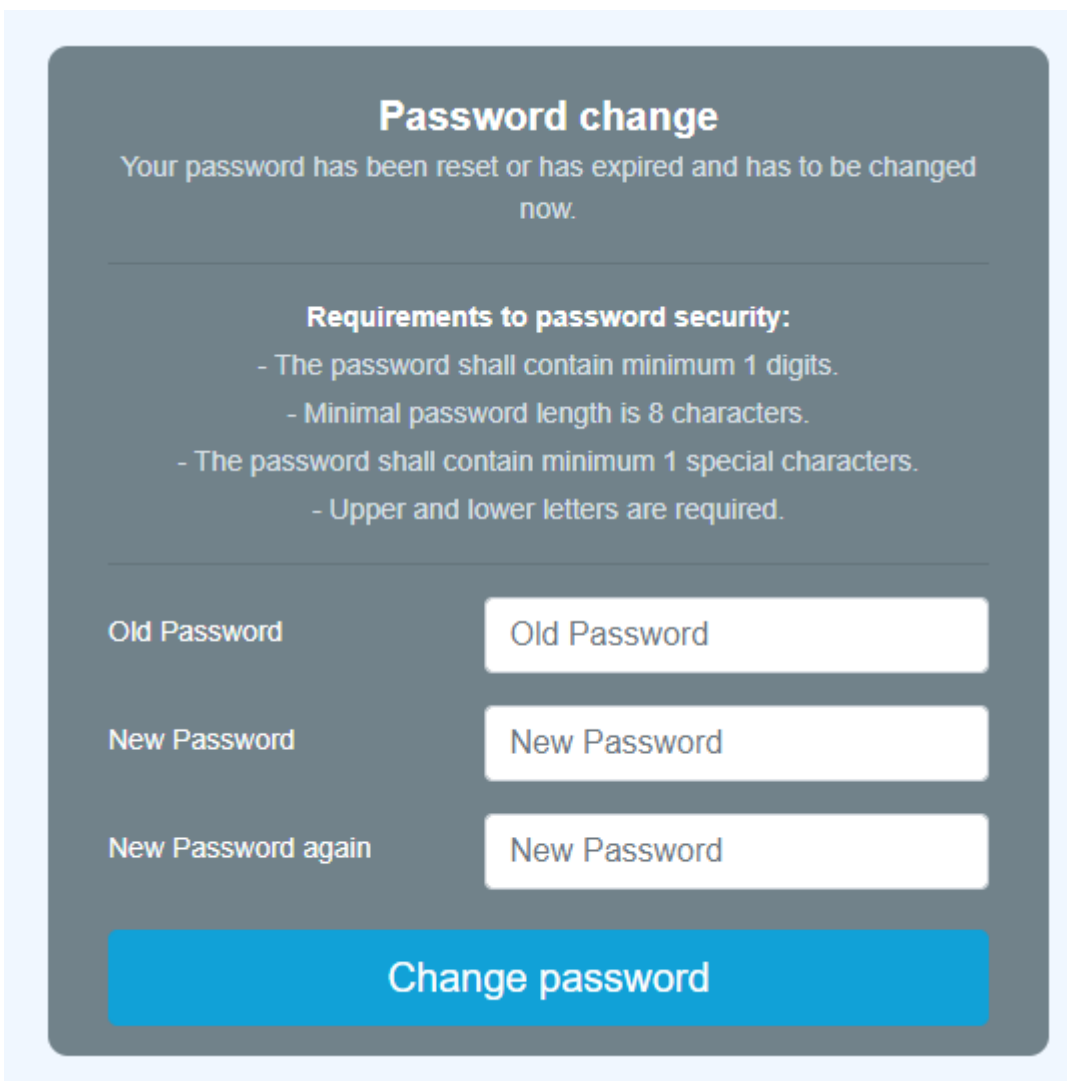 Password change
Your password has been reset or has expired and has to be changed
now.
Requirements to password security:
- The password shall contain minimum 1 digits.
- Minimal password length is 8 characters.
- The password shall contain minimum 1 special characters.
- Upper and lower letters are required.
Old Password Old Password
New Password New Password
New Password again New Password
Change password